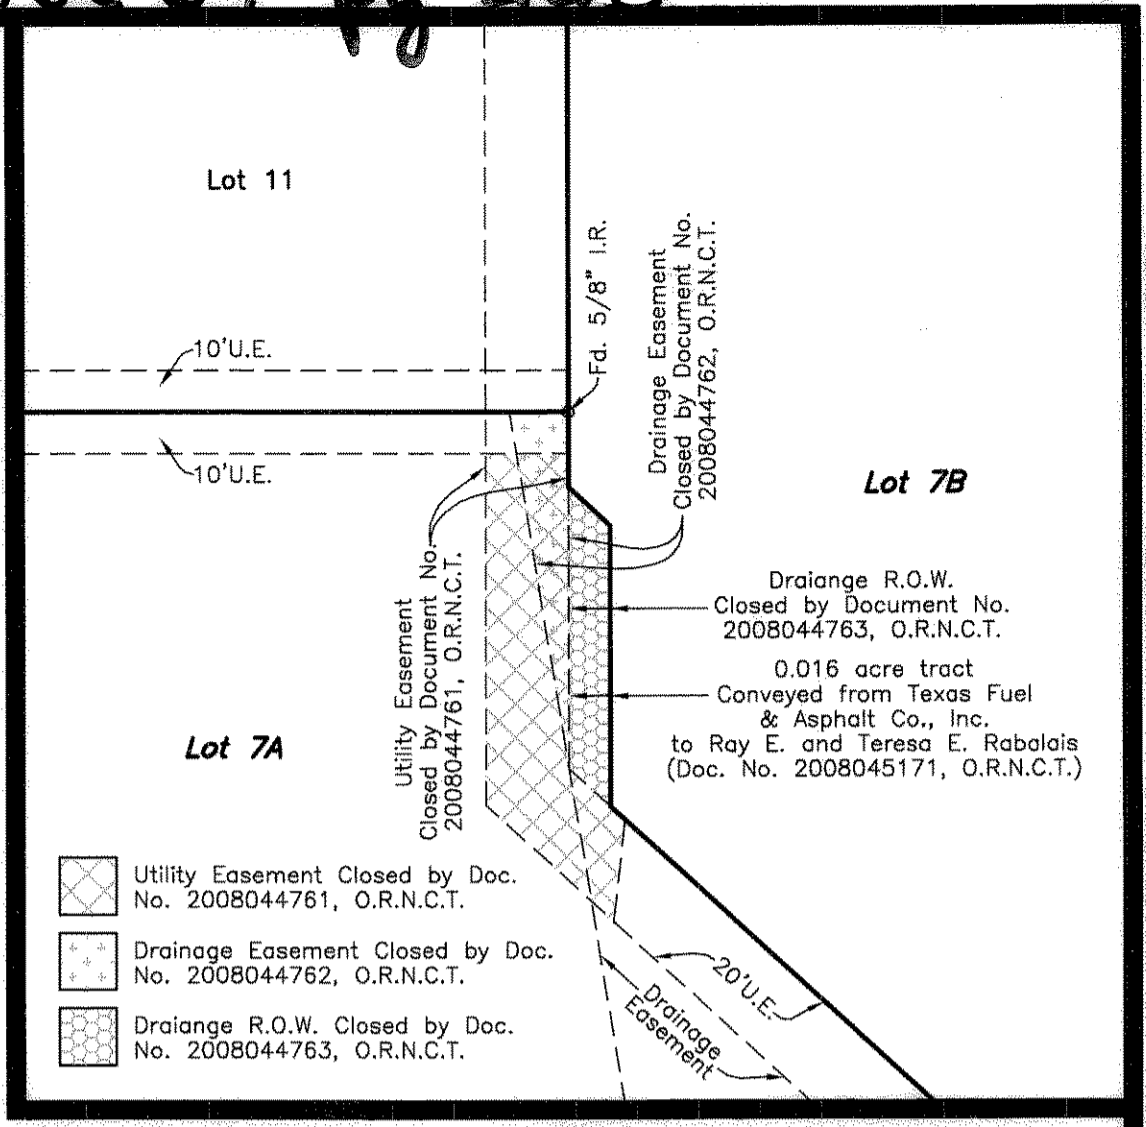 Lot 11
10'U.E.
10'U.E.
Fd. 5/8" I.R.
Drainage Easement
Closed by Document No.
2008044762, O.R.N.C.T.
Lot 7B
Utility Easement
Closed by Document No.
2008044761, O.R.N.C.T.
Draiange R.O.W.
Closed by Document No.
2008044763, O.R.N.C.T.
0.016 acre tract
Conveyed from Texas Fuel
& Asphalt Co., Inc.
to Ray E. and Teresa E. Rabalais
(Doc. No. 2008045171, O.R.N.C.T.)
Lot 7A
Utility Easement Closed by Doc.
No. 2008044761, O.R.N.C.T.
Drainage Easement Closed by Doc.
No. 2008044762, O.R.N.C.T.
Draiange R.O.W. Closed by Doc.
No. 2008044763, O.R.N.C.T.
20'U.E.
Drainage
Easement